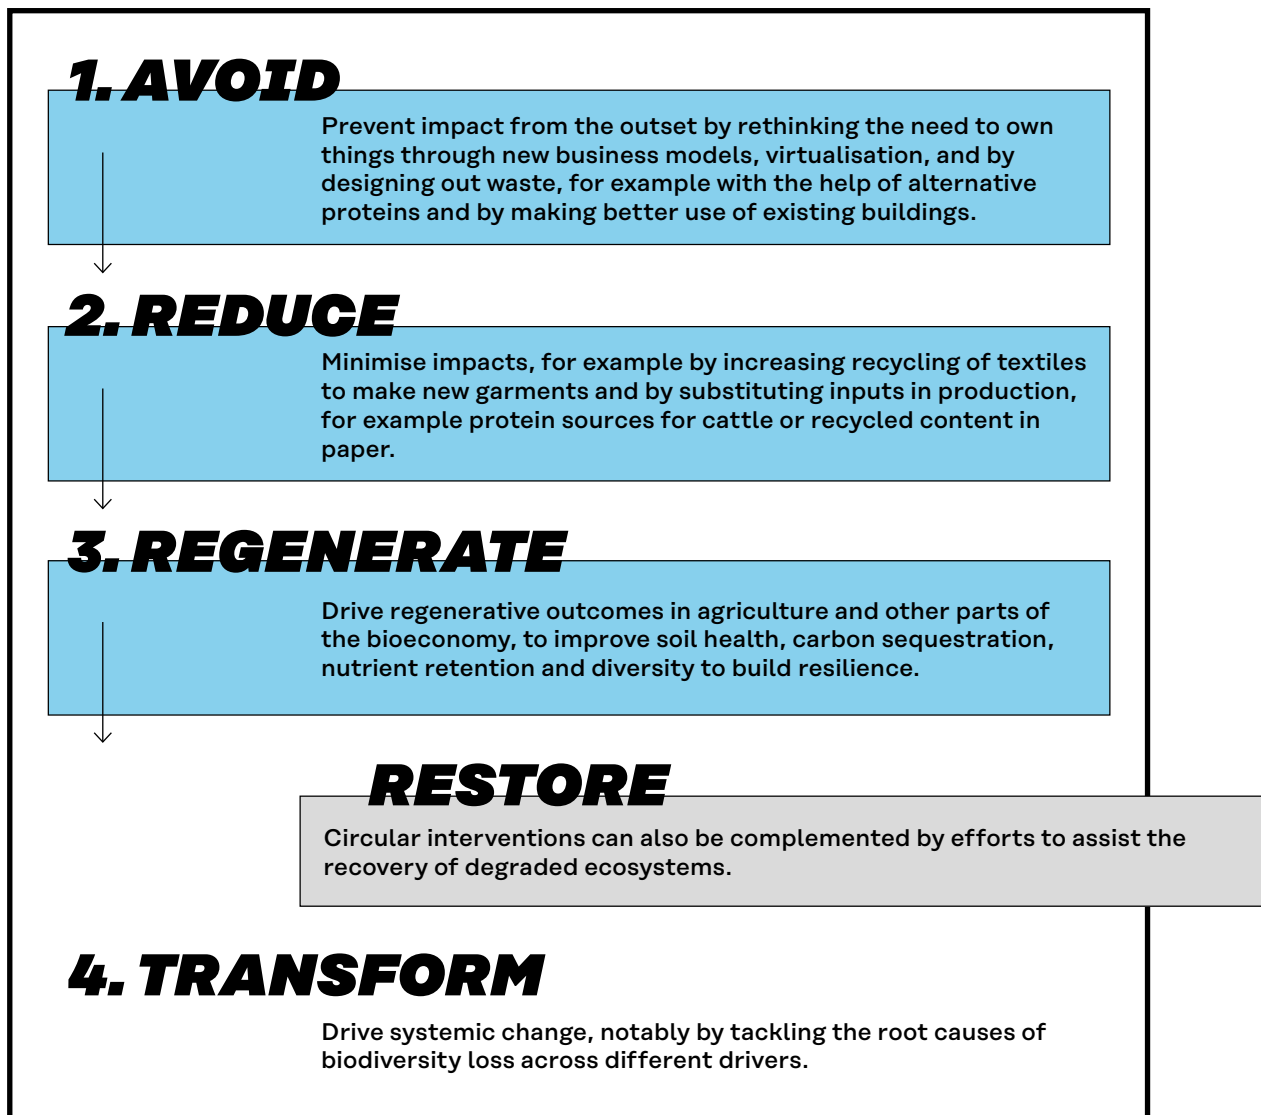 1. AVOID
Prevent impact from the outset by rethinking the need to own
things through new business models, virtualisation, and by
designing out waste, for example with the help of alternative
proteins and by making better use of existing buildings.
2. REDUCE
Minimise impacts, for example by increasing recycling of textiles
to make new garments and by substituting inputs in production,
for example protein sources for cattle or recycled content in
paper.
3. REGENERATE
Drive regenerative outcomes in agriculture and other parts of
the bioeconomy, to improve soil health, carbon sequestration,
nutrient retention and diversity to build resilience.
RESTORE
Circular interventions can also be complemented by efforts to assist the
recovery of degraded ecosystems.
4. TRANSFORM
Drive systemic change, notably by tackling the root causes of
biodiversity loss across different drivers.